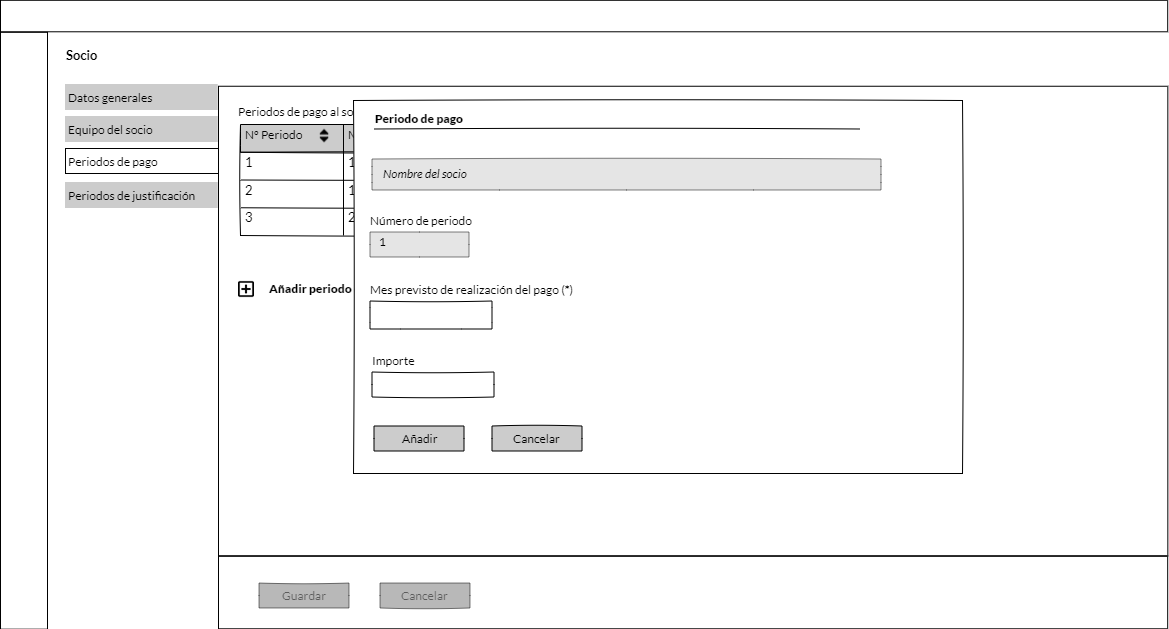 Socio
Datos generales
Equipo del socio
Periodos de pago
Periodos de justificación
Periodos de pago al so
Nº Periodo N
1 1
2 1
3 2
Añadir periodo
Periodo de pago
Nombre del socio
Número de periodo
1
Mes previsto de realización del pago (*)
Importe
Añadir Cancelar
Guardar Cancelar